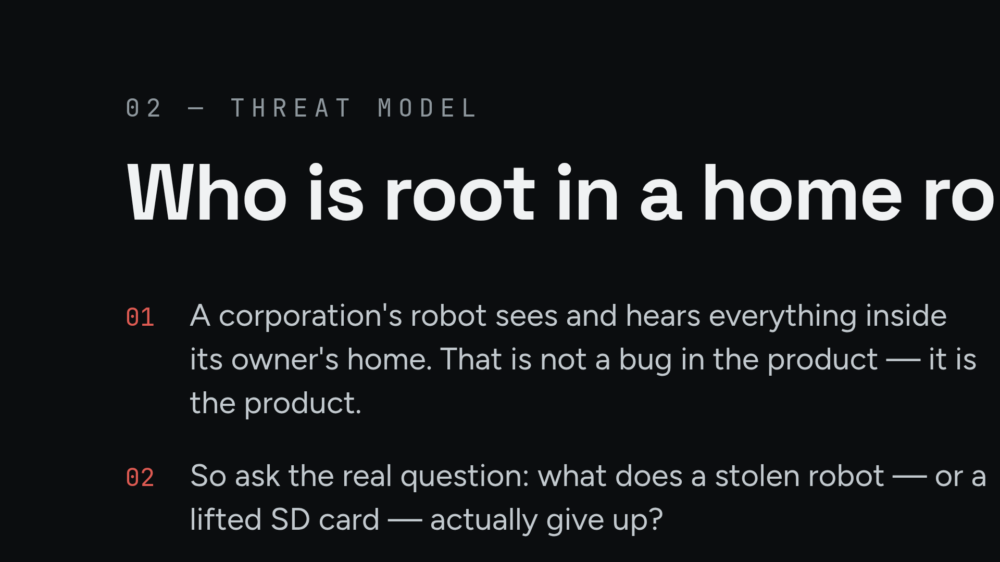 02 — THREAT MODEL
Who is root in a home ro
01 A corporation's robot sees and hears everything inside
its owner's home. That is not a bug in the product — it is
the product.
02 So ask the real question: what does a stolen robot — or a
lifted SD card — actually give up?